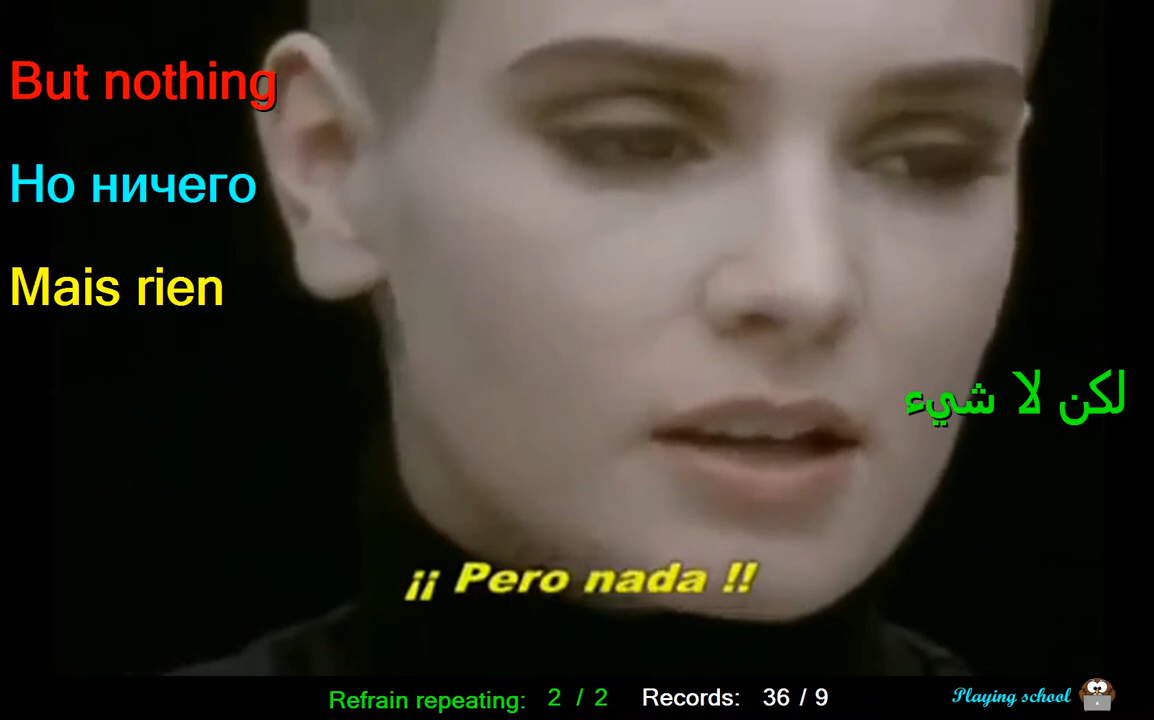 But nothing
Но ничего
Mais rien
لكن لا شيء
¡¡ Pero nada !!
Refrain repeating: 2 / 2 Records: 36 / 9 Playing school